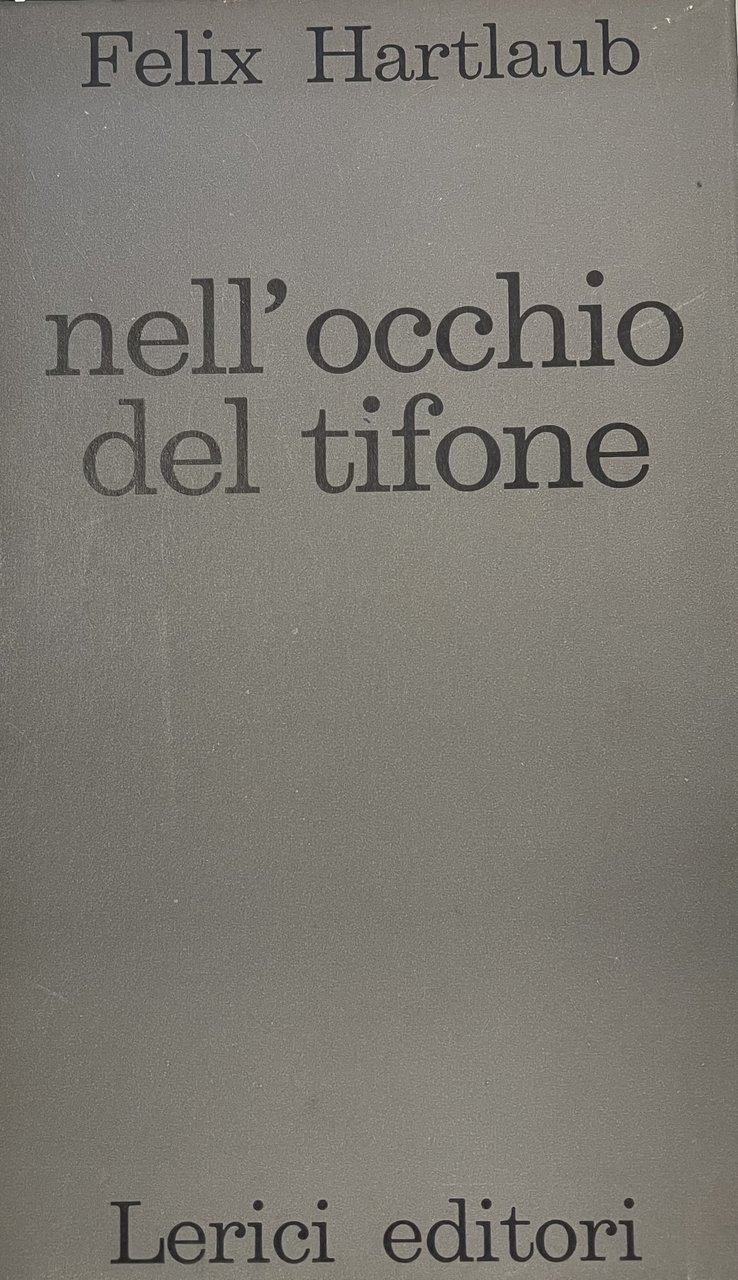 Felix Hartlaub
nell'occhio
del tifone
Lerici editori